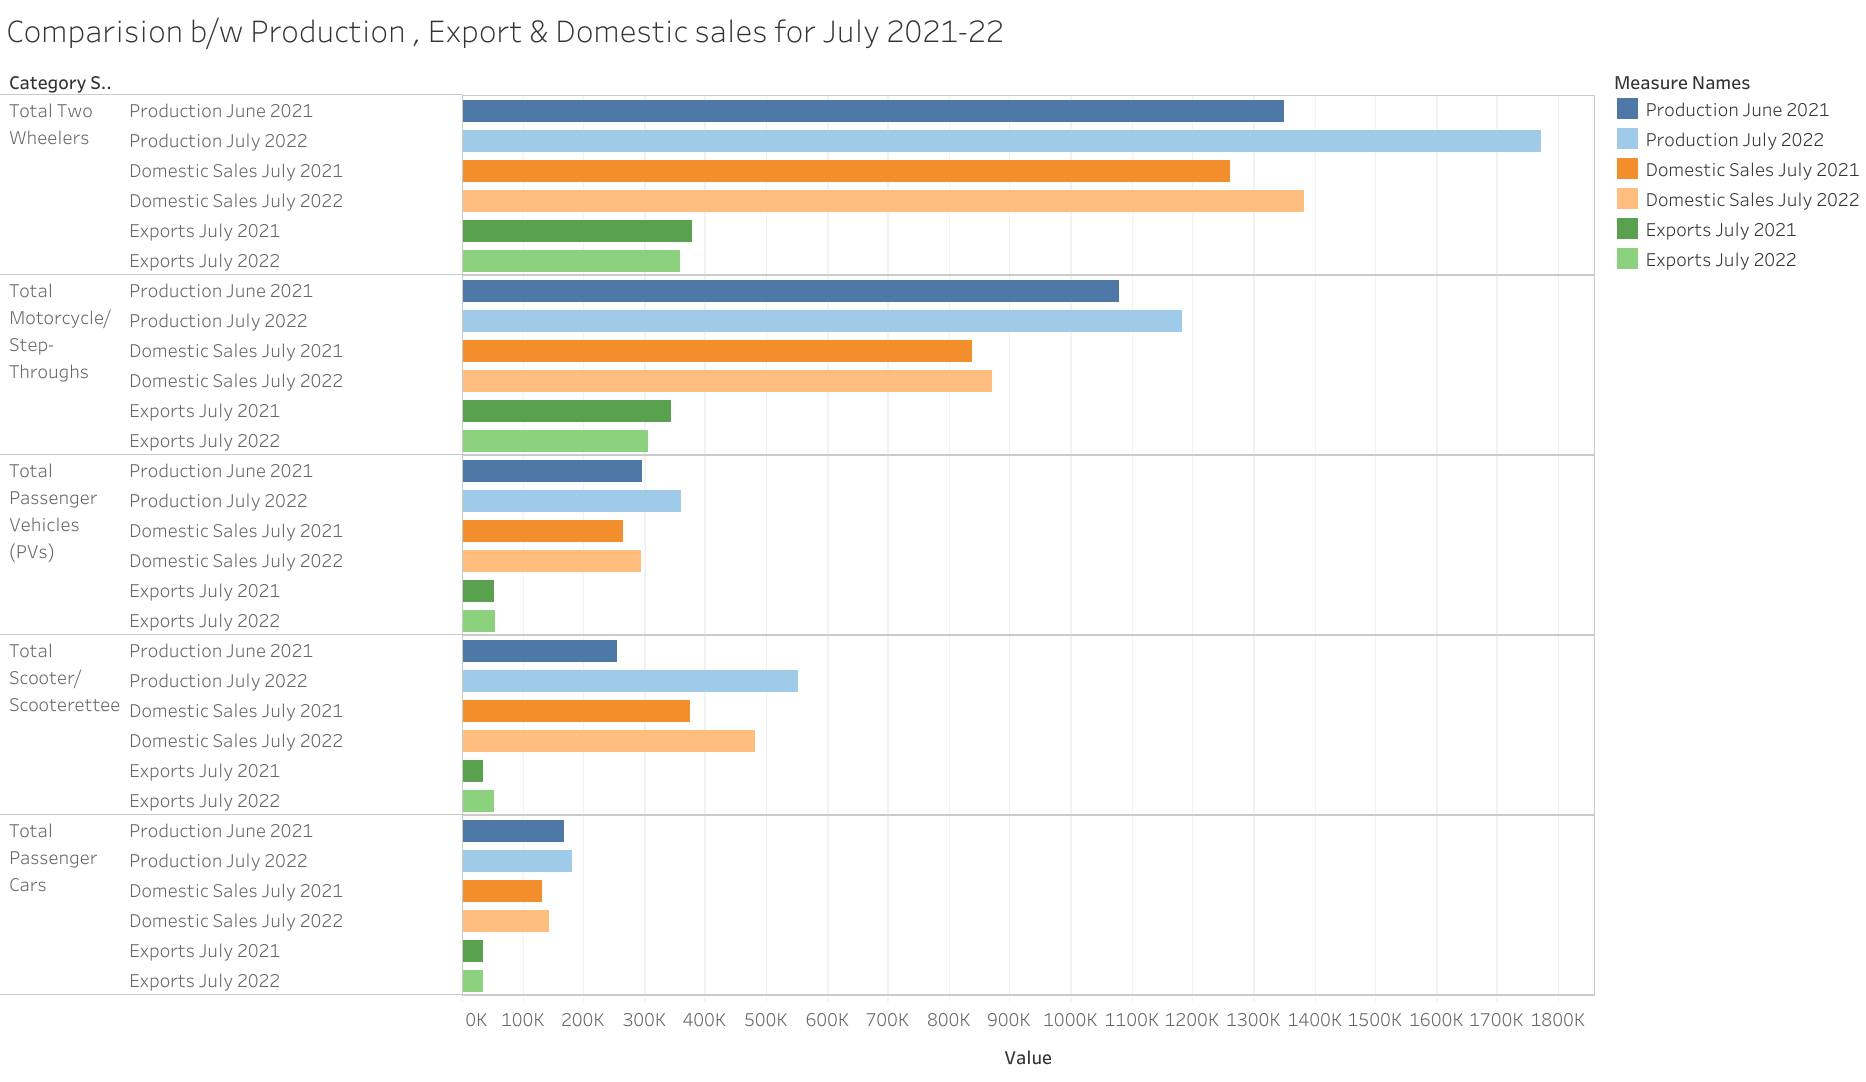 Comparision b/w Production , Export & Domestic sales for July 2021-22
Category S..
Total Two
Wheelers
Production June 2021
Production July 2022
Domestic Sales July 2021
Domestic Sales July 2022
Exports July 2021
Exports July 2022
Total
Motorcycle/
Step-
Throughs
Production June 2021
Production July 2022
Domestic Sales July 2021
Domestic Sales July 2022
Exports July 2021
Exports July 2022
Total
Passenger
Vehicles
(PVs)
Production June 2021
Production July 2022
Domestic Sales July 2021
Domestic Sales July 2022
Exports July 2021
Exports July 2022
Total
Scooter/
Scooterettee
Production June 2021
Production July 2022
Domestic Sales July 2021
Domestic Sales July 2022
Exports July 2021
Exports July 2022
Total
Passenger
Cars
Production June 2021
Production July 2022
Domestic Sales July 2021
Domestic Sales July 2022
Exports July 2021
Exports July 2022
0K 100K 200K 300K 400K 500K 600K 700K 800K 900K 1000K 1100K 1200K 1300K 1400K 1500K 1600K 1700K 1800K
Value
Measure Names
Production June 2021
Production July 2022
Domestic Sales July 2021
Domestic Sales July 2022
Exports July 2021
Exports July 2022